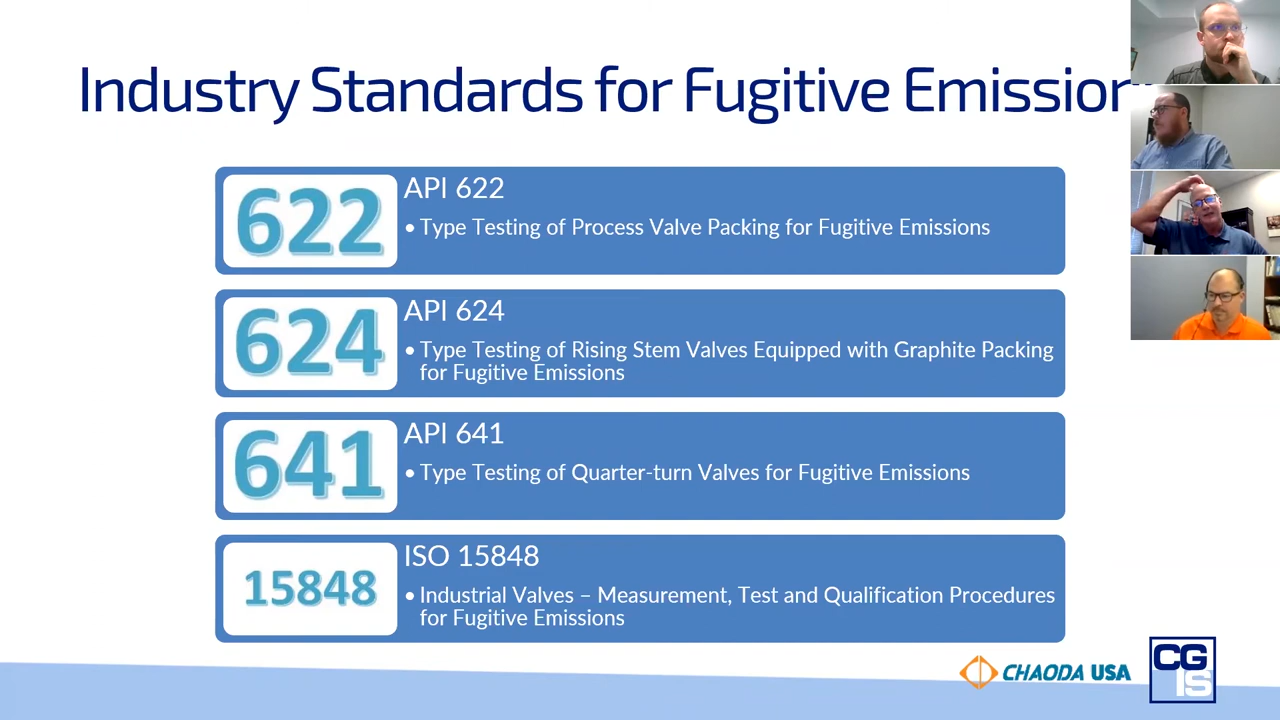 Industry Standards for Fugitive Emission
622
API 622
• Type Testing of Process Valve Packing for Fugitive Emissions
624
API 624
• Type Testing of Rising Stem Valves Equipped with Graphite Packing
for Fugitive Emissions
641
API 641
• Type Testing of Quarter-turn Valves for Fugitive Emissions
15848
ISO 15848
• Industrial Valves – Measurement, Test and Qualification Procedures
for Fugitive Emissions
CHAODA USA
CG
IS